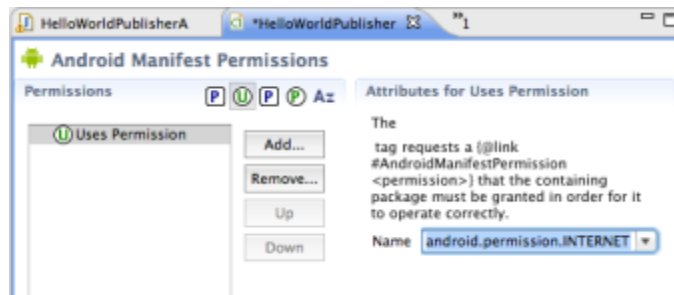 HelloWorldPublisherA
*HelloWorldPublisher
»1
Android Manifest Permissions
Permissions
P U P P Az
Attributes for Uses Permission
U Uses Permission
Add...
Remove...
Up
Down
The
tag requests a {@link
#AndroidManifestPermission
<permission>} that the containing
package must be granted in order for it
to operate correctly.
Name android.permission.INTERNET